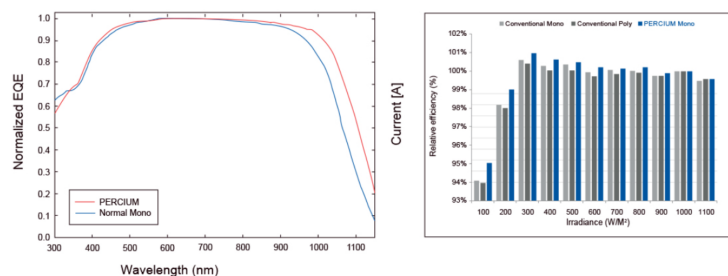 1.0
0.9
0.8
0.7
0.6
0.5
0.4
0.3
0.2
0.1
0.0
Normalized EQE
PERCIUM
Normal Mono
300 400 500 600 700 800 900 1000 1100
Wavelength (nm)
Current [A]
Conventional Mono Conventional Poly PERCIUM Mono
102%
101%
100%
99%
98%
96%
94%
93%
Relative efficiency (%)
100 200 300 400 500 600 700 800 900 1000 1100
Irradiance (W/M²)